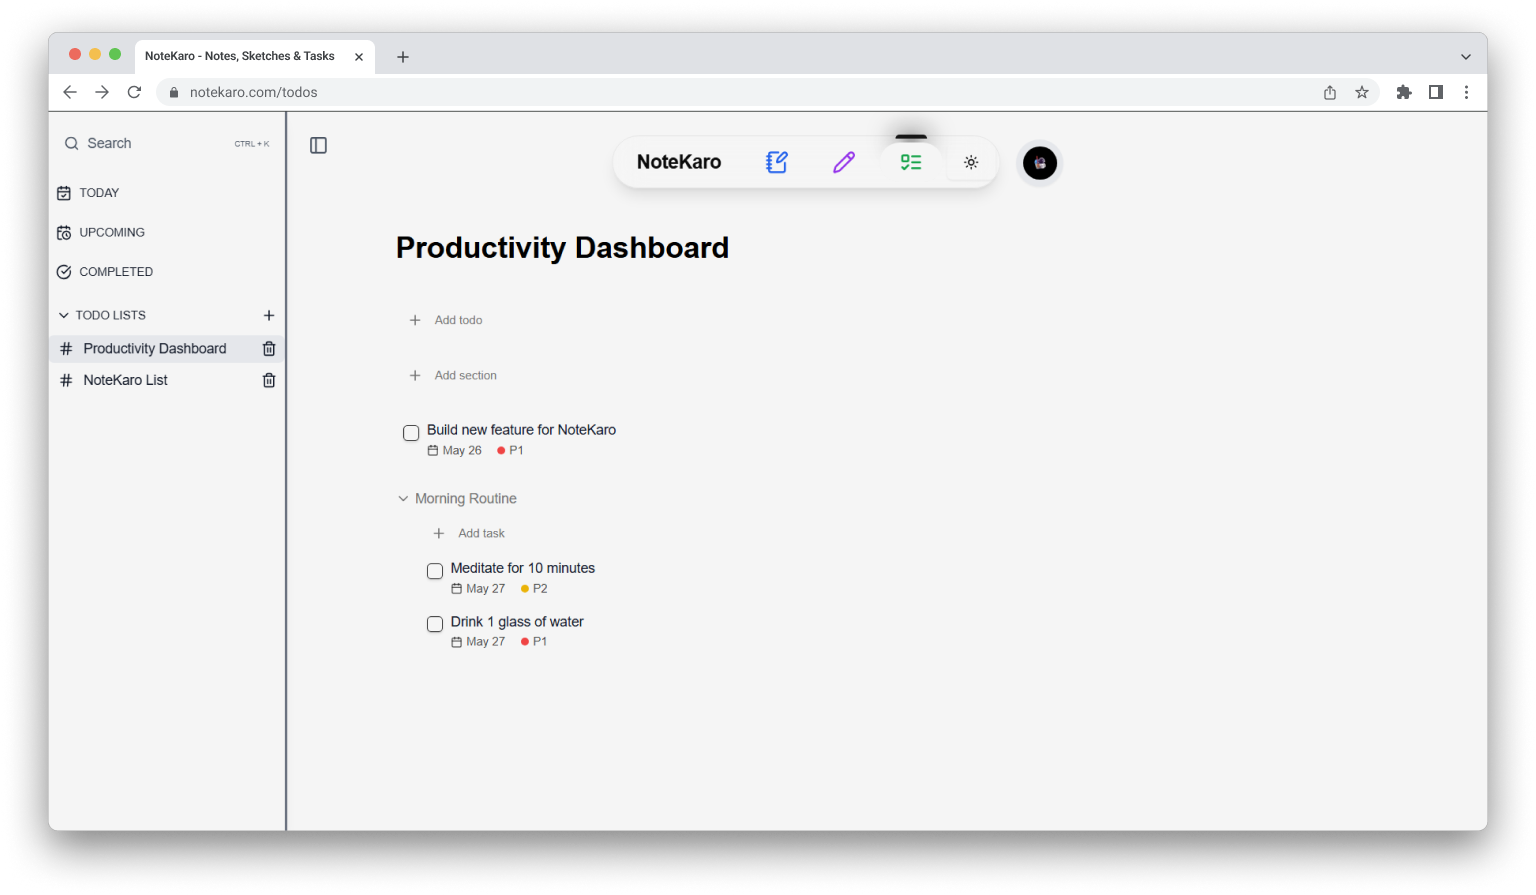 NoteKaro - Notes, Sketches & Tasks
notekaro.com/todos
Search CTRL + K
TODAY
UPCOMING
COMPLETED
TODO LISTS
# Productivity Dashboard
# NoteKaro List
NoteKaro
Productivity Dashboard
Add todo
Add section
Build new feature for NoteKaro
May 26 P1
Morning Routine
Add task
Meditate for 10 minutes
May 27 P2
Drink 1 glass of water
May 27 P1